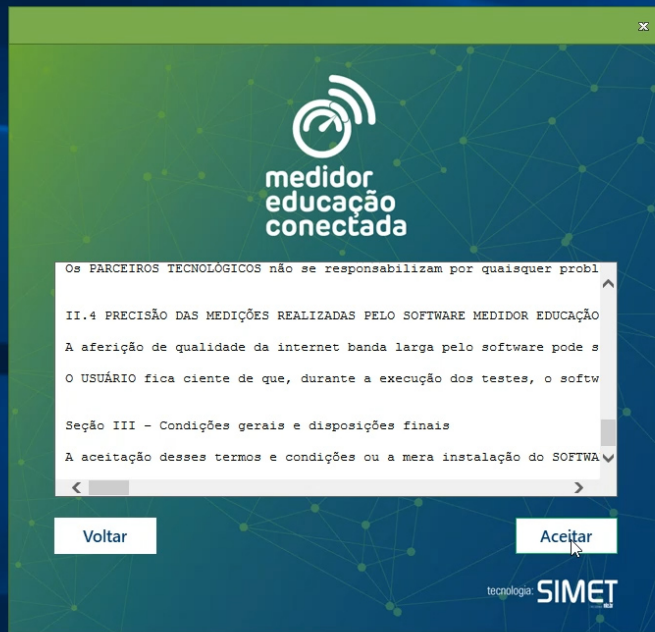 medidor
educação
conectada
Os PARCEIROS TECNOLÓGICOS não se responsabilizam por quaisquer probl
II.4 PRECISÃO DAS MEDIÇÕES REALIZADAS PELO SOFTWARE MEDIDOR EDUCAÇÃO
A aferição de qualidade da internet banda larga pelo software pode s
O USUÁRIO fica ciente de que, durante a execução dos testes, o softw
Seção III - Condições gerais e disposições finais
A aceitação desses termos e condições ou a mera instalação do SOFTWA
Voltar
Aceitar
tecnologia: SIMET